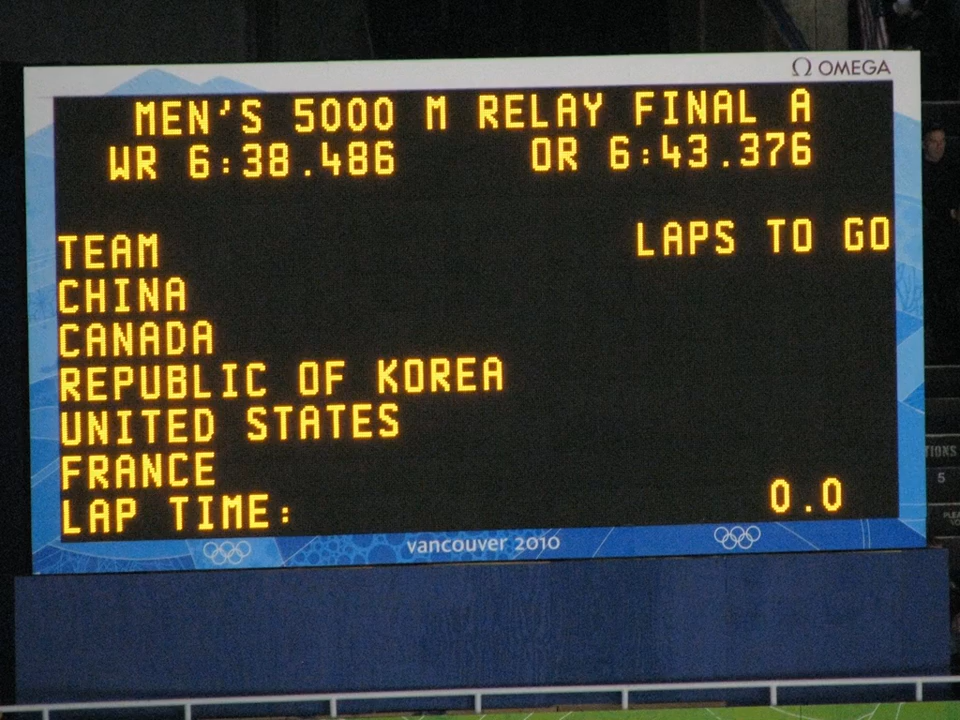 Ω OMEGA
MEN'S 5000 M RELAY FINAL A
WR 6:38.486 OR 6:43.376
TEAM LAPS TO GO
CHINA
CANADA
REPUBLIC OF KOREA
UNITED STATES
FRANCE
LAP TIME: 0.0
vancouver 2010
5